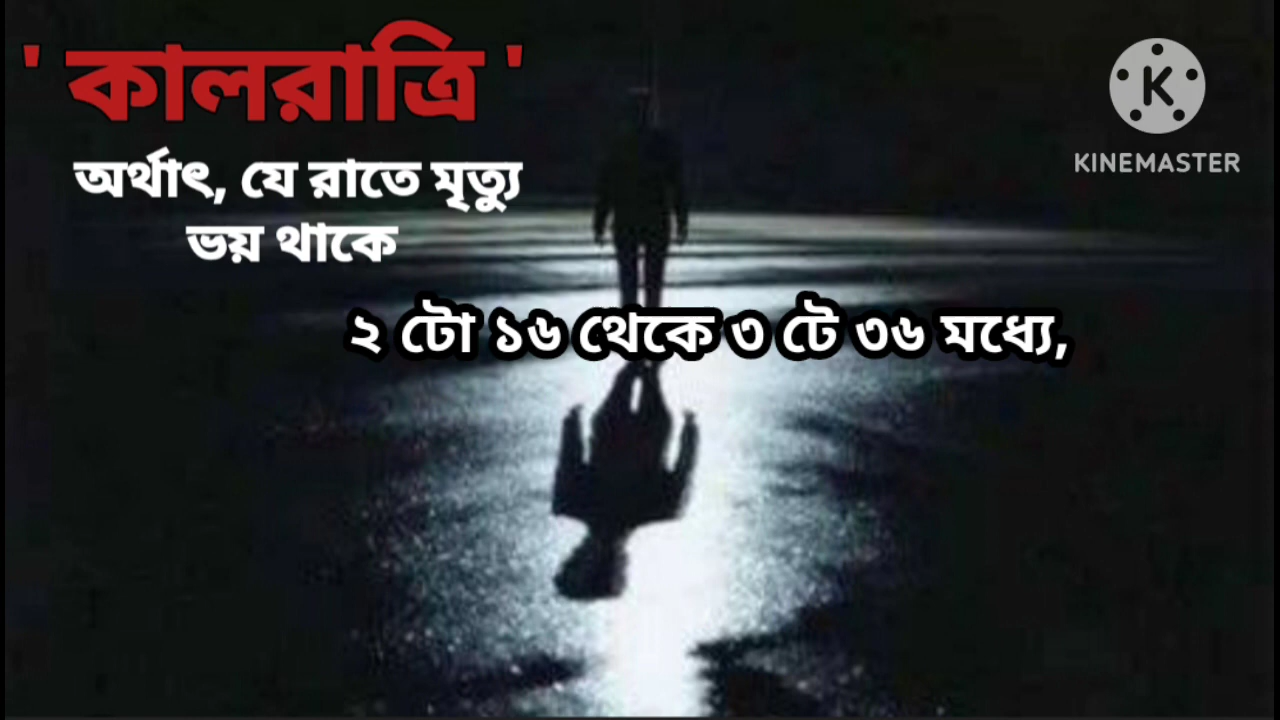 ' কালরাত্রি '
অর্থাৎ, যে রাতে মৃত্যু
ভয় থাকে
২ টো ১৬ থেকে ৩ টে ৩৬ মধ্যে,
K
KINEMASTER